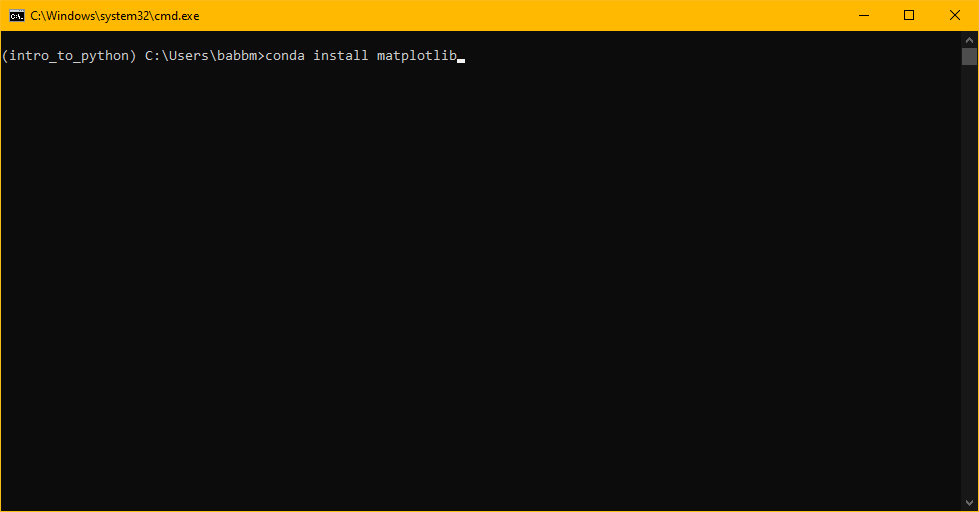 C:\Windows\system32\cmd.exe
(intro_to_python) C:\Users\babbm>conda install matplotlib